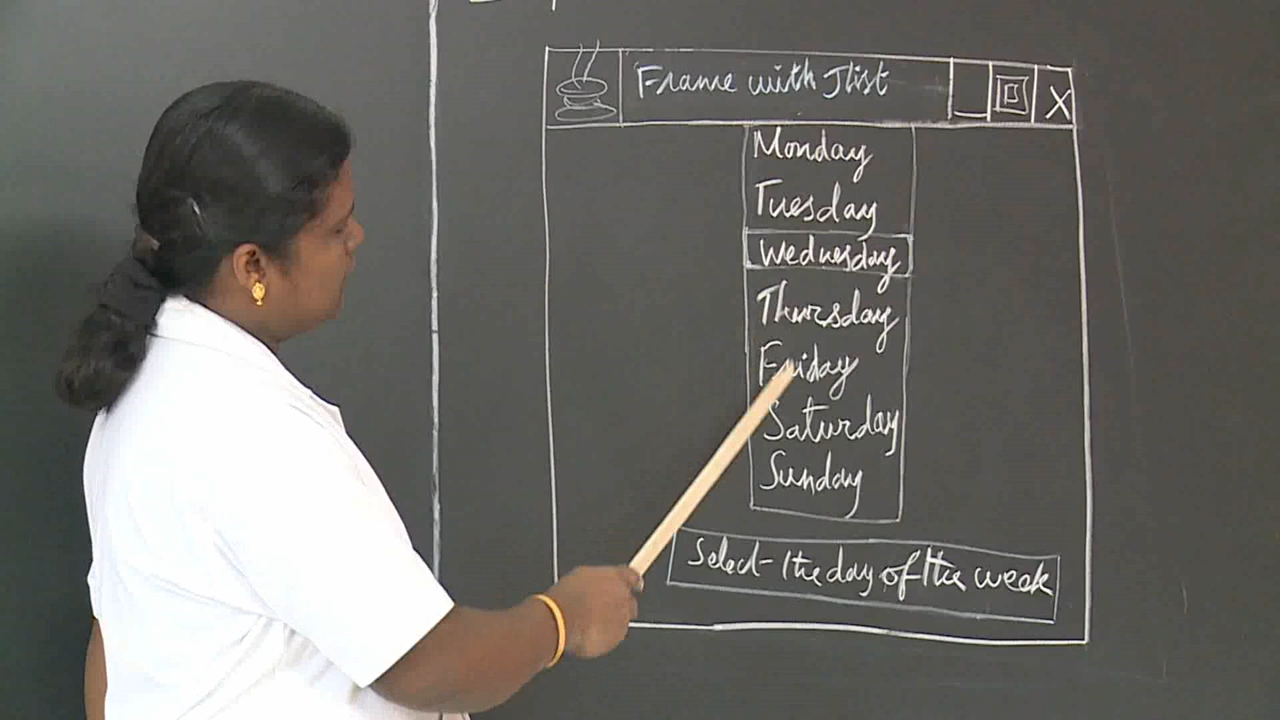 Frame with Jlist
X
Monday
Tuesday
Wednesday
Thursday
Friday
Saturday
Sunday
Select the day of the week